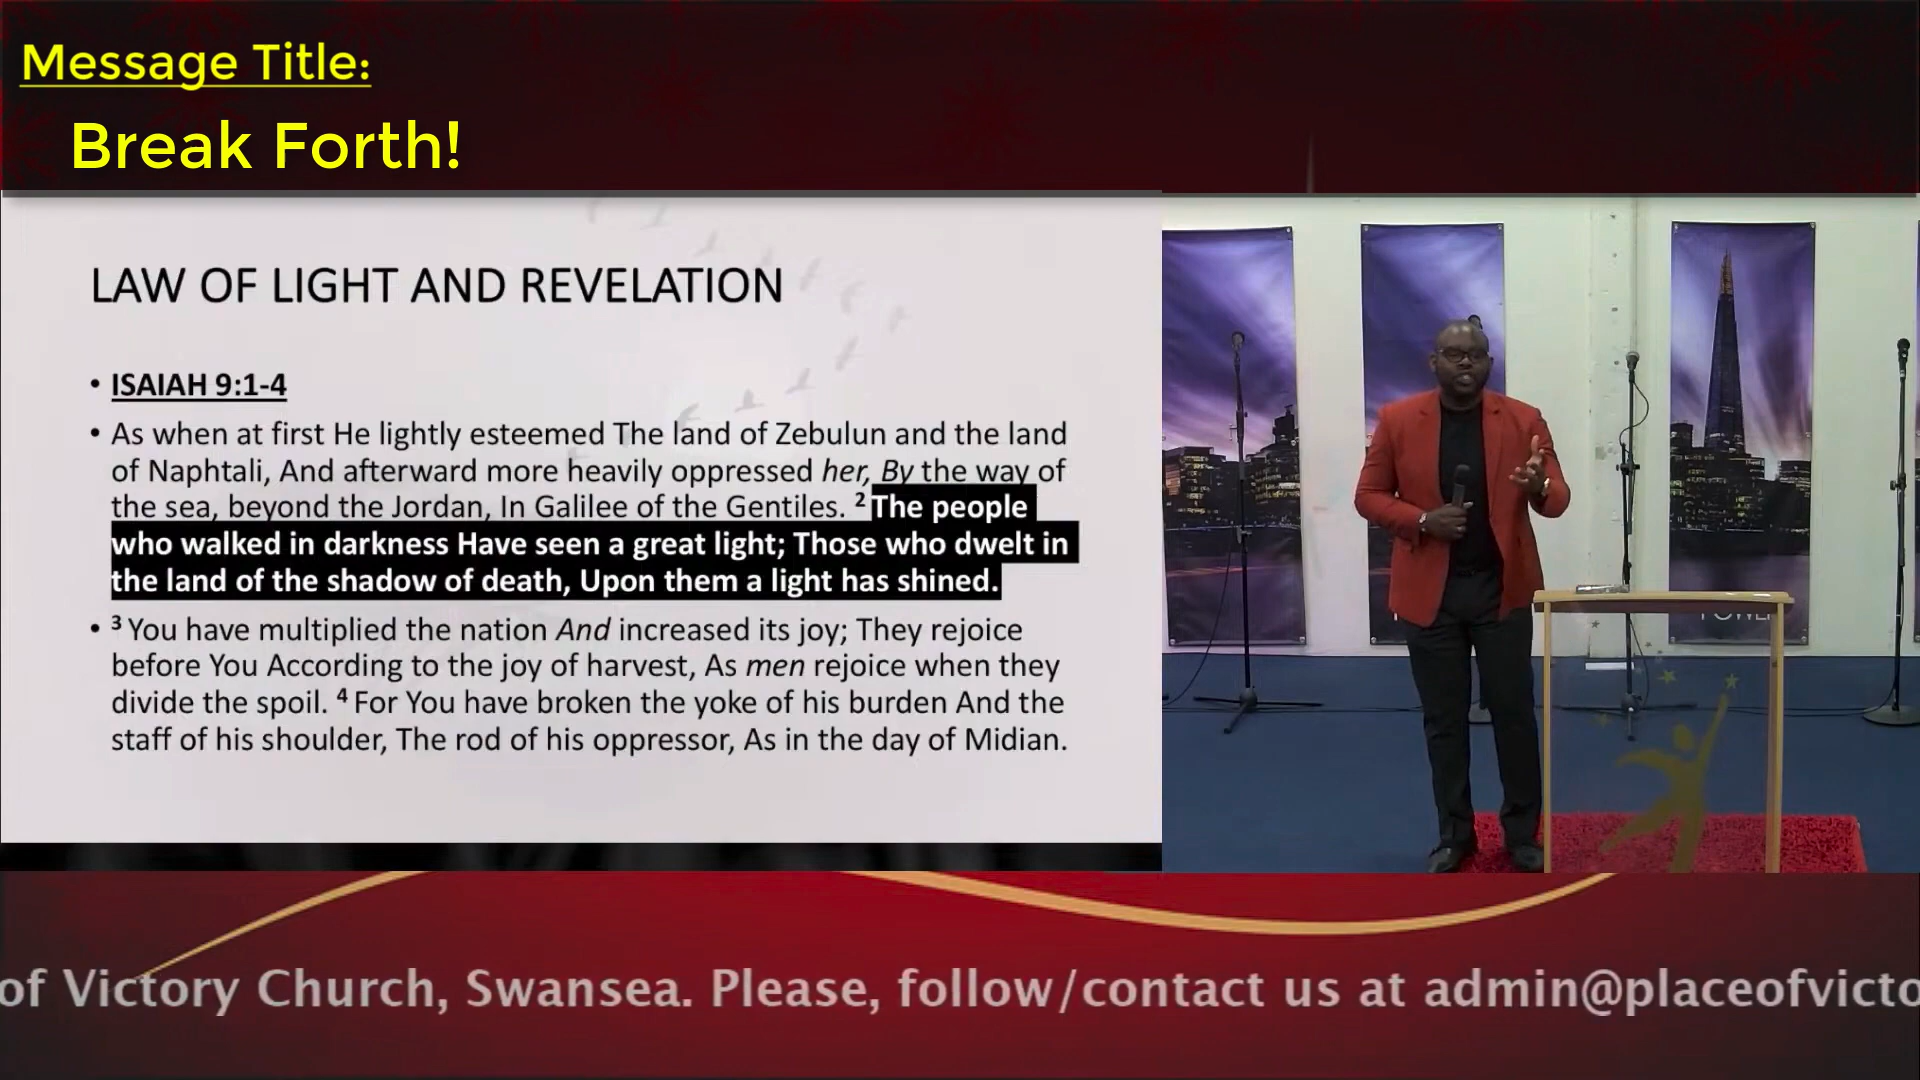 Message Title:
Break Forth!
LAW OF LIGHT AND REVELATION
• ISAIAH 9:1-4
• As when at first He lightly esteemed The land of Zebulun and the land
of Naphtali, And afterward more heavily oppressed her, By the way of
the sea, beyond the Jordan, In Galilee of the Gentiles. ² The people
who walked in darkness Have seen a great light; Those who dwelt in
the land of the shadow of death, Upon them a light has shined.
• ³ You have multiplied the nation And increased its joy; They rejoice
before You According to the joy of harvest, As men rejoice when they
divide the spoil. ⁴ For You have broken the yoke of his burden And the
staff of his shoulder, The rod of his oppressor, As in the day of Midian.
of Victory Church, Swansea. Please, follow/contact us at admin@placeofvicto